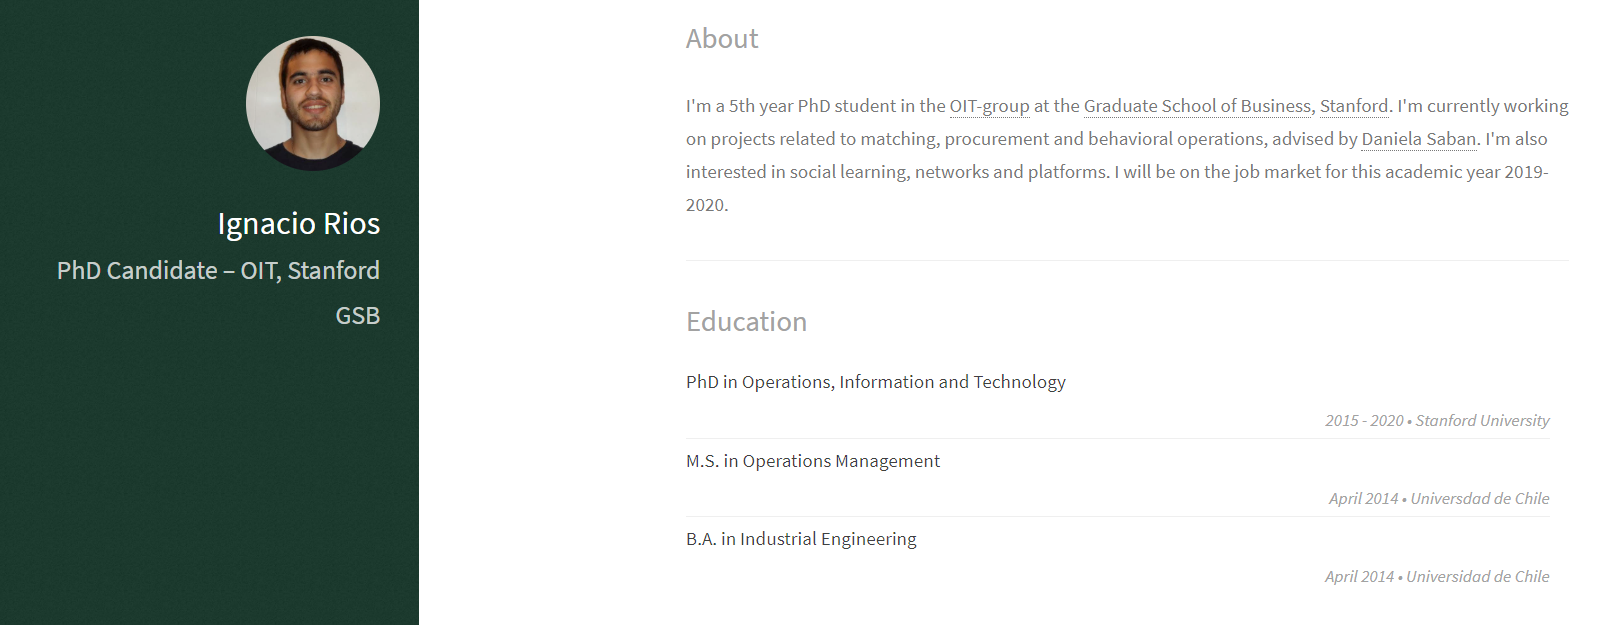 Ignacio Rios
PhD Candidate – OIT, Stanford
GSB
About
I'm a 5th year PhD student in the OIT-group at the Graduate School of Business, Stanford. I'm currently working
on projects related to matching, procurement and behavioral operations, advised by Daniela Saban. I'm also
interested in social learning, networks and platforms. I will be on the job market for this academic year 2019-
2020.
Education
PhD in Operations, Information and Technology
2015 - 2020 • Stanford University
M.S. in Operations Management
April 2014 • Universdad de Chile
B.A. in Industrial Engineering
April 2014 • Universidad de Chile